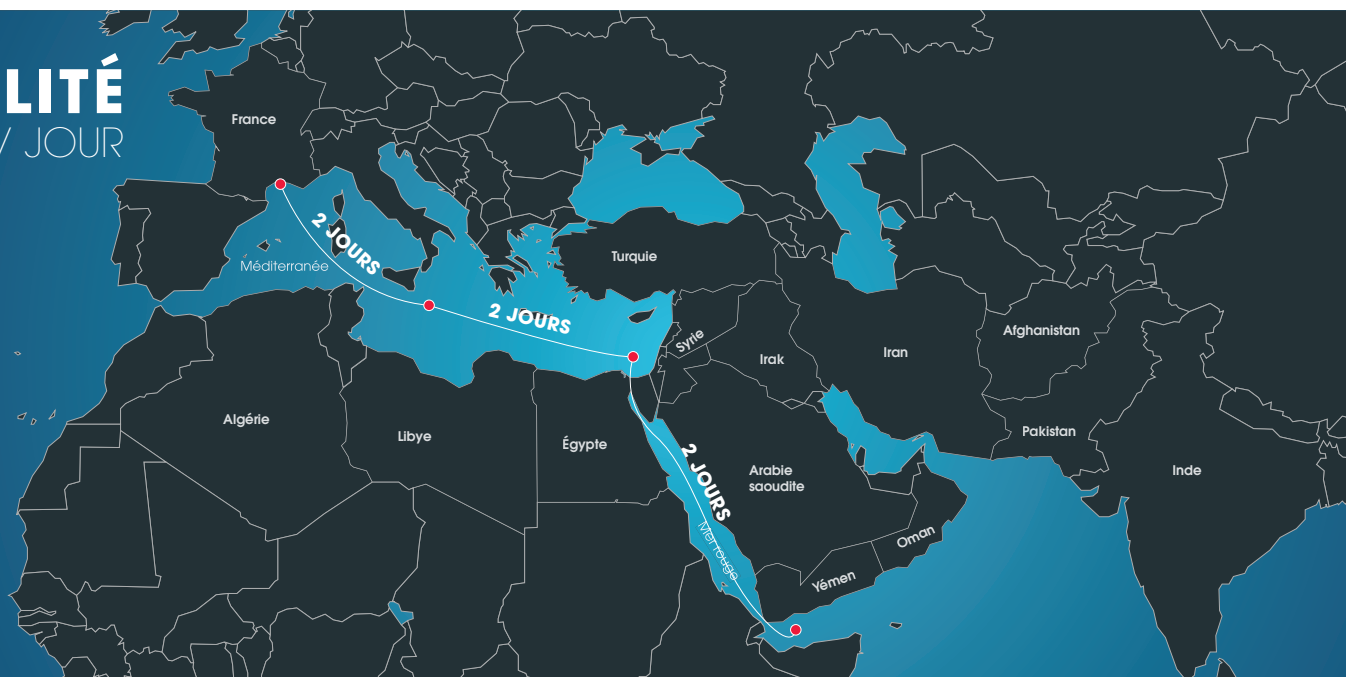 LITÉ
/ JOUR
France
2 JOURS
Méditerranée
Turquie
2 JOURS
Syrie
Irak
Iran
Afghanistan
Algérie
Libye
Égypte
2 JOURS
Arabie
saoudite
Pakistan
Inde
Mer rouge
Oman
Yémen